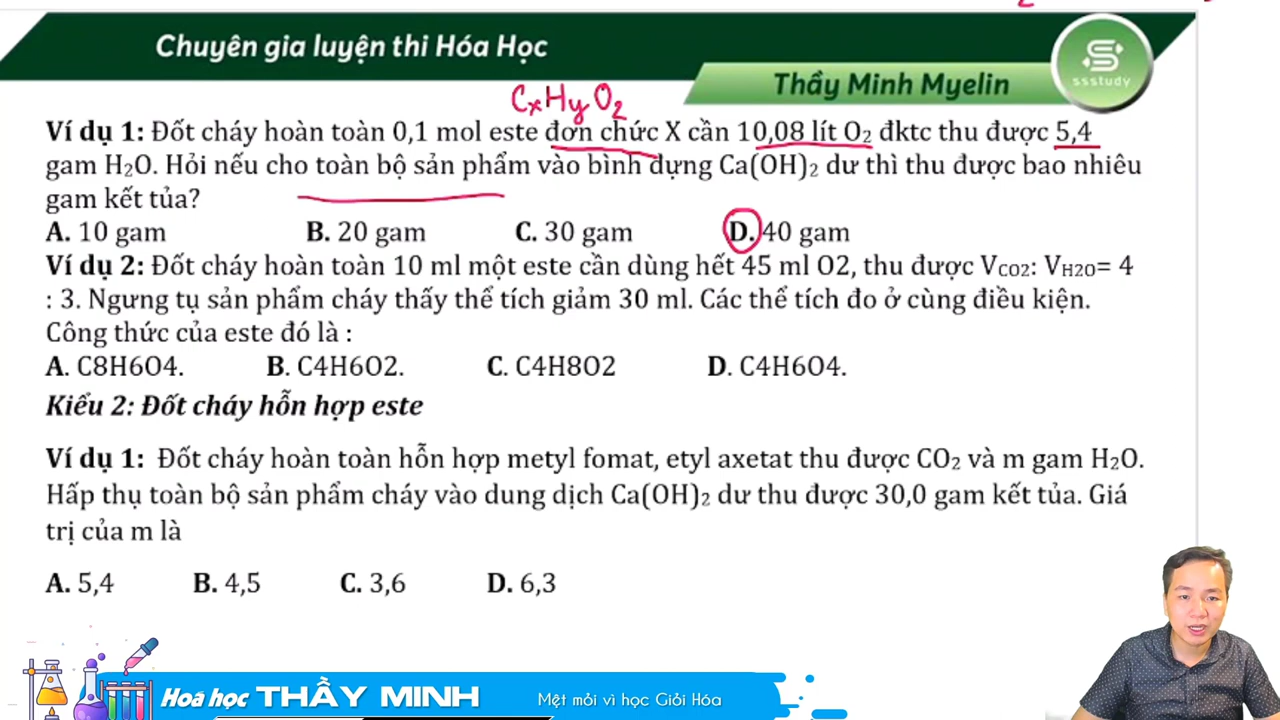 Chuyên gia luyện thi Hóa Học
ssstudy
Thầy Minh Myelin
CxHyO2
Ví dụ 1: Đốt cháy hoàn toàn 0,1 mol este đơn chức X cần 10,08 lít O₂ đktc thu được 5,4
gam H₂O. Hỏi nếu cho toàn bộ sản phẩm vào bình đựng Ca(OH)₂ dư thì thu được bao nhiêu
gam kết tủa?
A. 10 gam B. 20 gam C. 30 gam D. 40 gam
Ví dụ 2: Đốt cháy hoàn toàn 10 ml một este cần dùng hết 45 ml O2, thu được VCO2: VH2O= 4
: 3. Ngưng tụ sản phẩm cháy thấy thể tích giảm 30 ml. Các thể tích đo ở cùng điều kiện.
Công thức của este đó là :
A. C8H6O4. B. C4H6O2. C. C4H8O2 D. C4H6O4.
Kiểu 2: Đốt cháy hỗn hợp este
Ví dụ 1: Đốt cháy hoàn toàn hỗn hợp metyl fomat, etyl axetat thu được CO₂ và m gam H₂O.
Hấp thụ toàn bộ sản phẩm cháy vào dung dịch Ca(OH)₂ dư thu được 30,0 gam kết tủa. Giá
trị của m là
A. 5,4 B. 4,5 C. 3,6 D. 6,3
Hoá học THẦY MINH Mệt mỏi vì học Giỏi Hóa